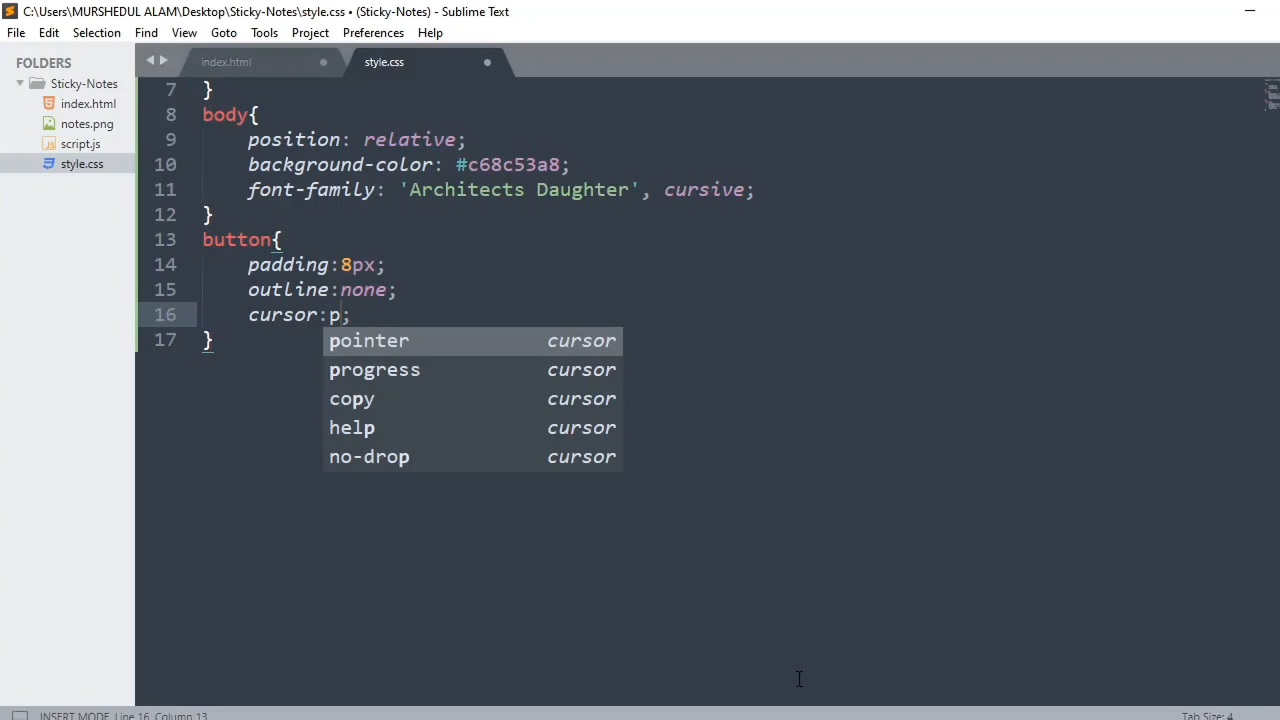 C:\Users\MURSHEDUL ALAM\Desktop\Sticky-Notes\style.css • (Sticky-Notes) - Sublime Text
File Edit Selection Find View Goto Tools Project Preferences Help
FOLDERS
Sticky-Notes
index.html
notes.png
script.js
style.css
index.html style.css
7 }
8 body{
9 position: relative;
10 background-color: #c68c53a8;
11 font-family: 'Architects Daughter', cursive;
12 }
13 button{
14 padding:8px;
15 outline:none;
16 cursor:p;
17 }
pointer cursor
progress cursor
copy cursor
help cursor
no-drop cursor
INSERT MODE, Line 16, Column 13 Tab Size: 4